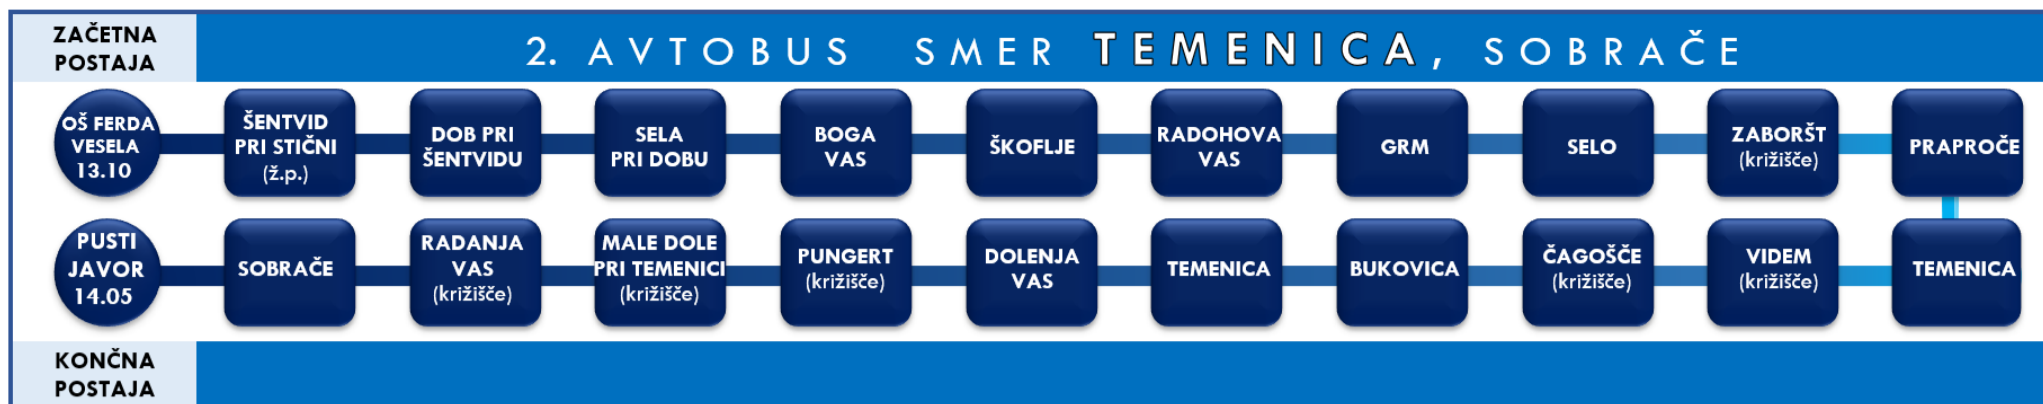 ZAČETNA
POSTAJA
2. AVTOBUS SMER TEMENICA, SOBRAČE
OŠ FERDA
VESELA
13.10
ŠENTVID
PRI STIČNI
(ž.p.)
DOB PRI
ŠENTVIDU
SELA
PRI DOBU
BOGA
VAS
ŠKOFLJE
RADOHOVA
VAS
GRM
SELO
ZABORŠT
(križišče)
PRAPROČE
PUSTI
JAVOR
14.05
SOBRAČE
RADANJA
VAS
(križišče)
MALE DOLE
PRI TEMENICI
(križišče)
PUNGERT
(križišče)
DOLENJA
VAS
TEMENICA
BUKOVICA
ČAGOŠČE
(križišče)
VIDEM
(križišče)
TEMENICA
KONČNA
POSTAJA